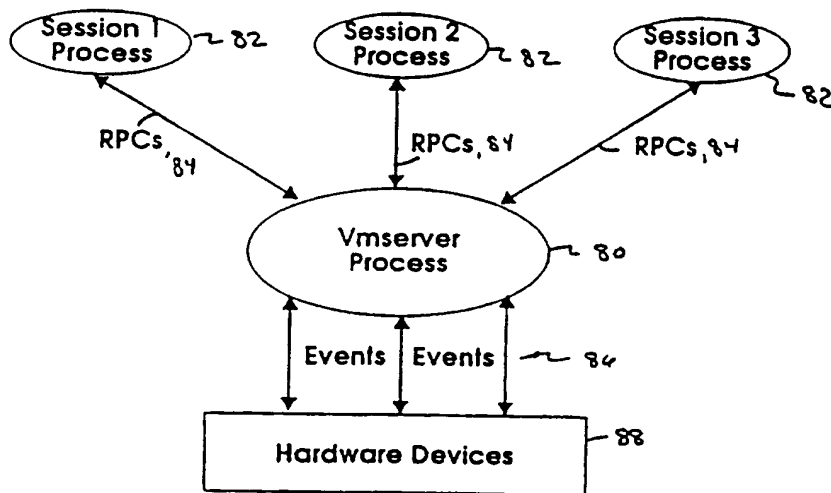 Session 1
Process
82
Session 2
Process
82
Session 3
Process
82
RPCs, 84
RPCs, 84
RPCs, 84
Vmserver
Process
80
Events
Events
86
Hardware Devices
88